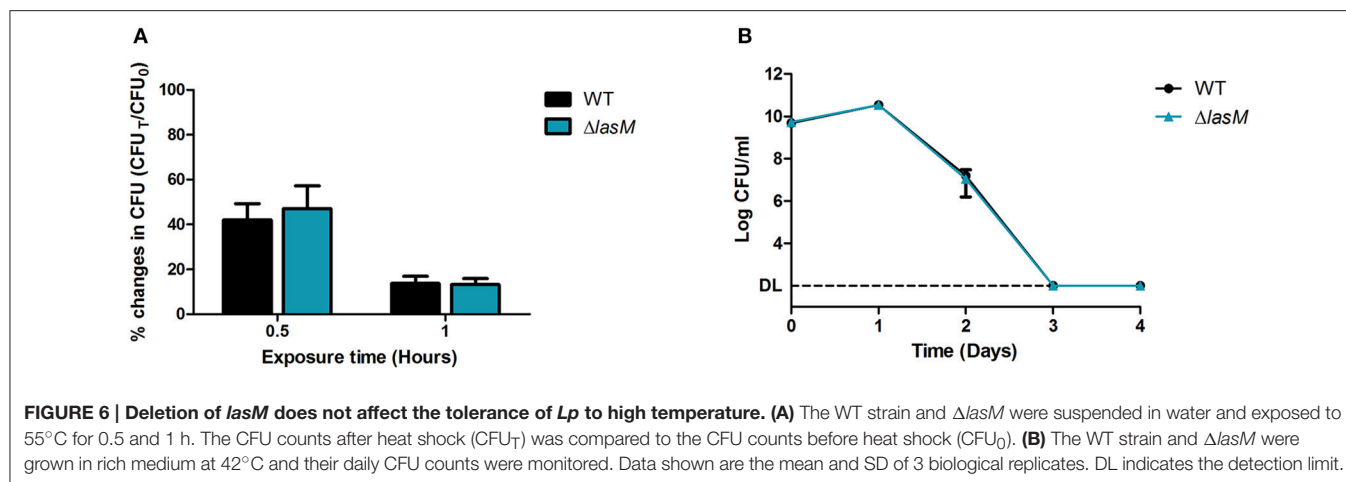 A
% changes in CFU (CFU T/CFU0)
100
80
60
40
20
0
0.5
1
Exposure time (Hours)
WT
ΔlasM
B
Log CFU/ml
12
10
8
6
4
DL
0
1
2
3
4
Time (Days)
WT
ΔlasM
FIGURE 6 | Deletion of lasM does not affect the tolerance of Lp to high temperature. (A) The WT strain and ΔlasM were suspended in water and exposed to
55°C for 0.5 and 1 h. The CFU counts after heat shock (CFUT) was compared to the CFU counts before heat shock (CFU0). (B) The WT strain and ΔlasM were
grown in rich medium at 42°C and their daily CFU counts were monitored. Data shown are the mean and SD of 3 biological replicates. DL indicates the detection limit.